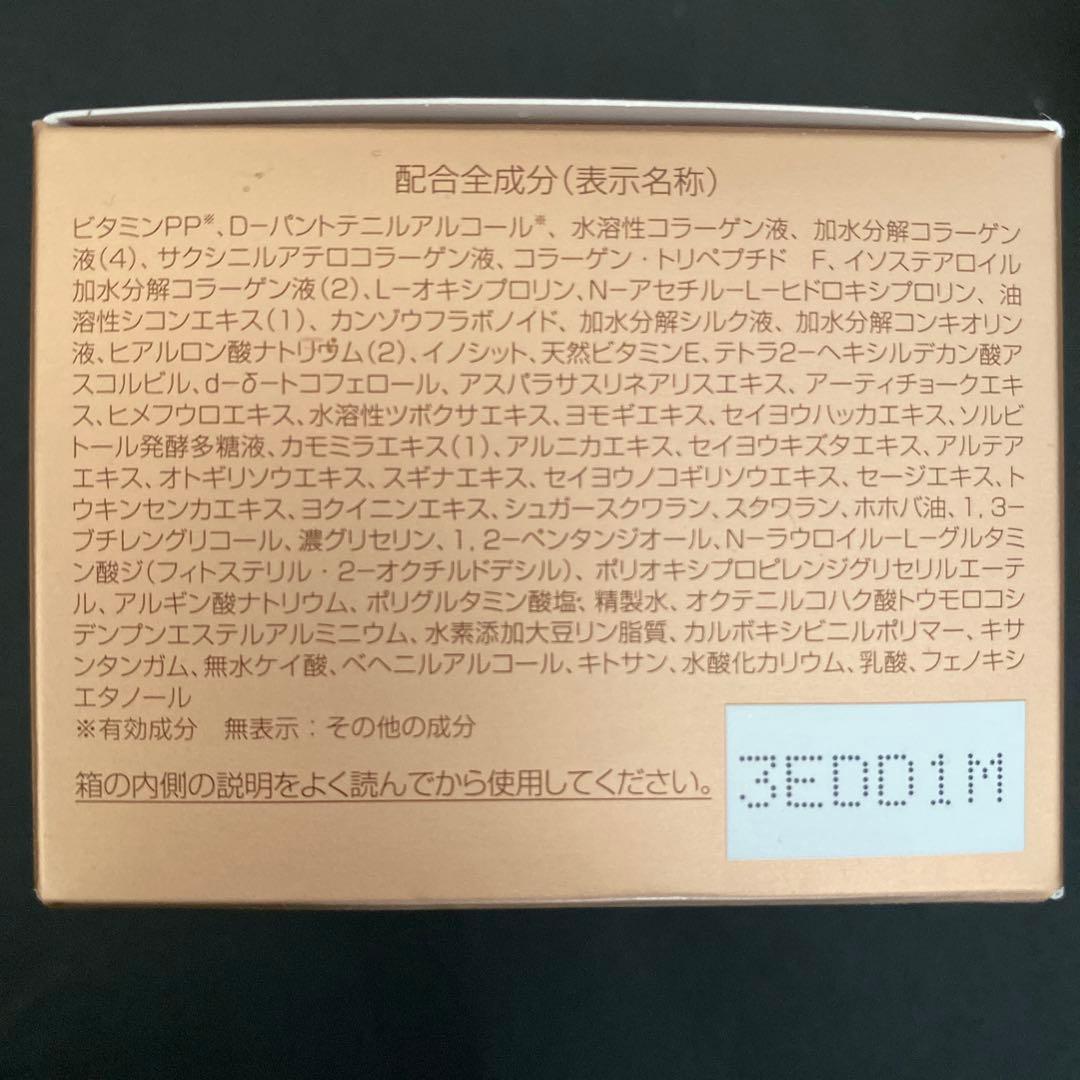 配合全成分(表示名称)
ビタミンPP※、D-パントテニルアルコール※、水溶性コラーゲン液、加水分解コラーゲン
液(4)、サクシニルアテロコラーゲン液、コラーゲン・トリペプチド F、イソステアロイル
加水分解コラーゲン液(2)、L-オキシプロリン、N-アセチル-L-ヒドロキシプロリン、油
溶性シコンエキス(1)、カンゾウフラボノイド、加水分解シルク液、加水分解コンキオリン
液、ヒアルロン酸ナトリウム(2)、イノシット、天然ビタミンE、テトラ2-ヘキシルデカン酸ア
スコルビル、d-δ-トコフェロール、アスパラサスリネアリスエキス、アーティチョークエキ
ス、ヒメフウロエキス、水溶性ツボクサエキス、ヨモギエキス、セイヨウハッカエキス、ソルビ
トール発酵多糖液、カモミラエキス(1)、アルニカエキス、セイヨウキズタエキス、アルテア
エキス、オトギリソウエキス、スギナエキス、セイヨウノコギリソウエキス、セージエキス、ト
ウキンセンカエキス、ヨクイニンエキス、シュガースクワラン、スクワラン、ホホバ油、1,3-
ブチレングリコール、濃グリセリン、1,2-ペンタンジオール、N-ラウロイル-L-グルタミ
ン酸ジ(フィトステリル・2-オクチルドデシル)、ポリオキシプロピレンジグリセリルエーテ
ル、アルギン酸ナトリウム、ポリグルタミン酸塩、精製水、オクテニルコハク酸トウモロコシ
デンプンエステルアルミニウム、水素添加大豆リン脂質、カルボキシビニルポリマー、キサ
ンタンガム、無水ケイ酸、ベヘニルアルコール、キトサン、水酸化カリウム、乳酸、フェノキシ
エタノール
※有効成分 無表示:その他の成分
箱の内側の説明をよく読んでから使用してください。
3EDD1M